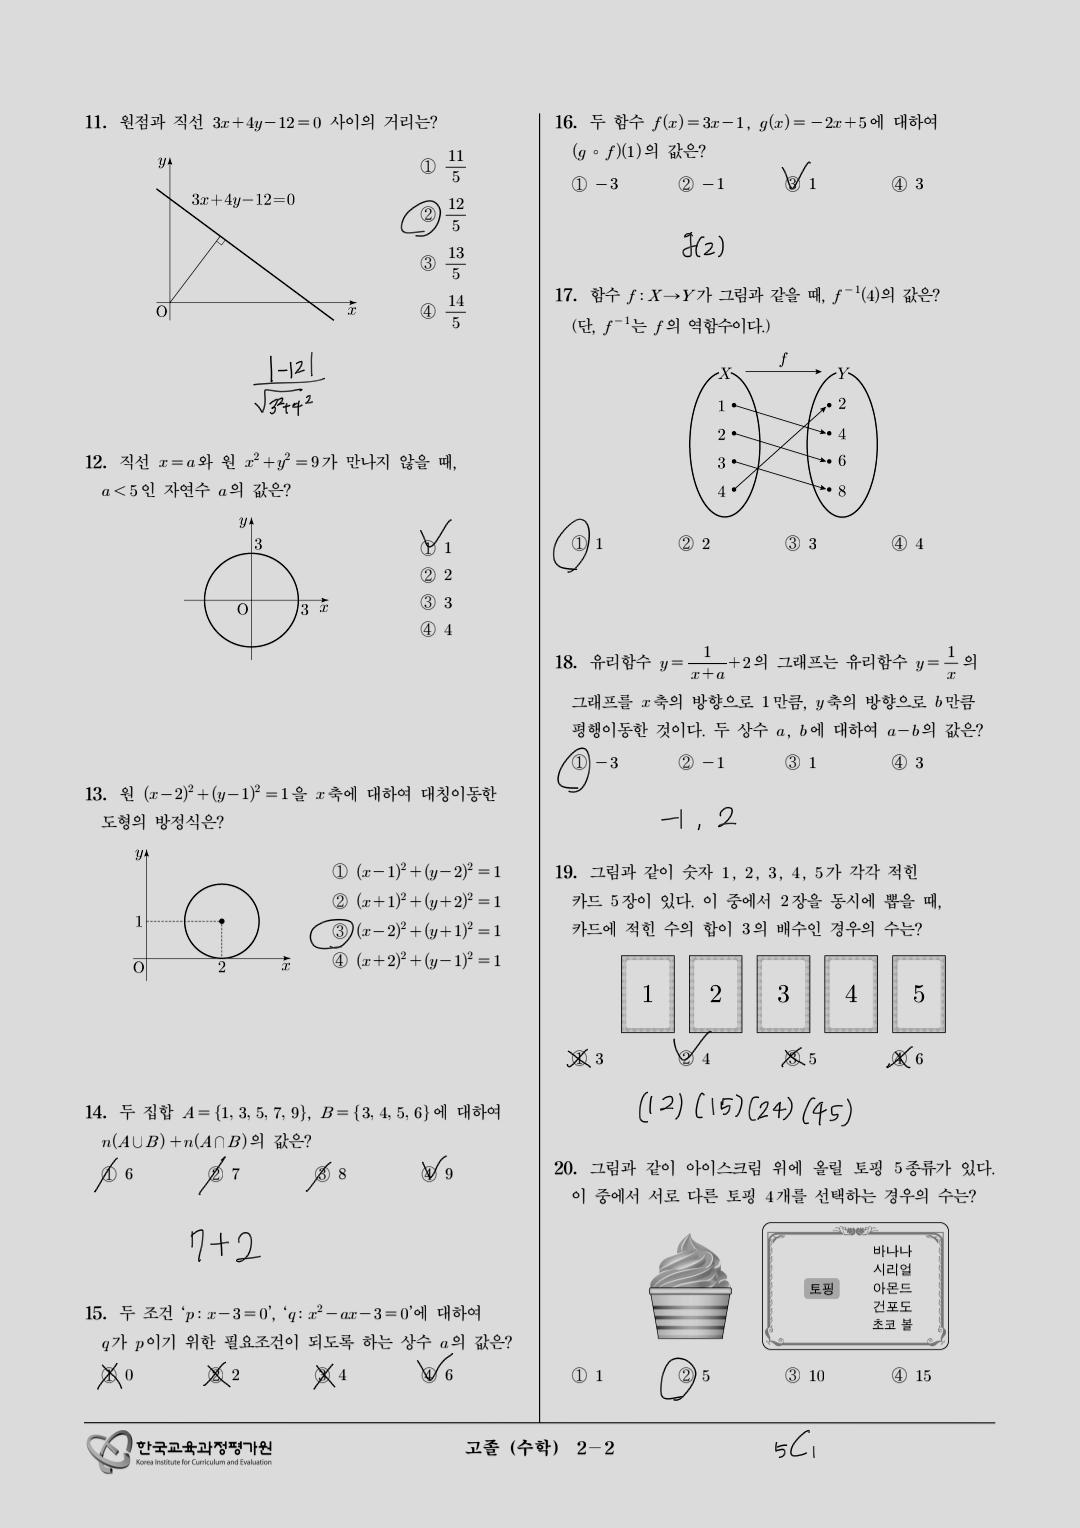 11. 원점과 직선 3x+4y-12=0 사이의 거리는?
y
3x+4y-12=0
O
x
① 11/5
② 12/5
③ 13/5
④ 14/5
|-12|
√3²+4²
12. 직선 x=a와 원 x²+y²=9가 만나지 않을 때,
a<5인 자연수 a의 값은?
y
3
O
3 x
① 1
② 2
③ 3
④ 4
13. 원 (x-2)²+(y-1)²=1을 x축에 대하여 대칭이동한
도형의 방정식은?
y
1
O
2
x
① (x-1)²+(y-2)²=1
② (x+1)²+(y+2)²=1
③ (x-2)²+(y+1)²=1
④ (x+2)²+(y-1)²=1
14. 두 집합 A={1, 3, 5, 7, 9}, B={3, 4, 5, 6}에 대하여
n(A∪B)+n(A∩B)의 값은?
① 6 ② 7 ③ 8 ④ 9
7+2
15. 두 조건 ‘p: x-3=0’, ‘q: x²-ax-3=0’에 대하여
q가 p이기 위한 필요조건이 되도록 하는 상수 a의 값은?
① 0 ② 2 ③ 4 ④ 6
16. 두 함수 f(x)=3x-1, g(x)=-2x+5에 대하여
(g∘f)(1)의 값은?
① -3 ② -1 ③ 1 ④ 3
g(2)
17. 함수 f:X→Y가 그림과 같을 때, f⁻¹(4)의 값은?
(단, f⁻¹는 f의 역함수이다.)
f
X Y
1 2
2 4
3 6
4 8
① 1 ② 2 ③ 3 ④ 4
18. 유리함수 y=1/(x+a)+2의 그래프는 유리함수 y=1/x의
그래프를 x축의 방향으로 1만큼, y축의 방향으로 b만큼
평행이동한 것이다. 두 상수 a, b에 대하여 a-b의 값은?
① -3 ② -1 ③ 1 ④ 3
-1, 2
19. 그림과 같이 숫자 1, 2, 3, 4, 5가 각각 적힌
카드 5장이 있다. 이 중에서 2장을 동시에 뽑을 때,
카드에 적힌 수의 합이 3의 배수인 경우의 수는?
1 2 3 4 5
① 3 ② 4 ③ 5 ④ 6
(12) (15) (24) (45)
20. 그림과 같이 아이스크림 위에 올릴 토핑 5종류가 있다.
이 중에서 서로 다른 토핑 4개를 선택하는 경우의 수는?
토핑
바나나
시리얼
아몬드
건포도
초코 볼
① 1 ② 5 ③ 10 ④ 15
5C1
한국교육과정평가원
Korea Institute for Curriculum and Evaluation
고졸 (수학) 2-2